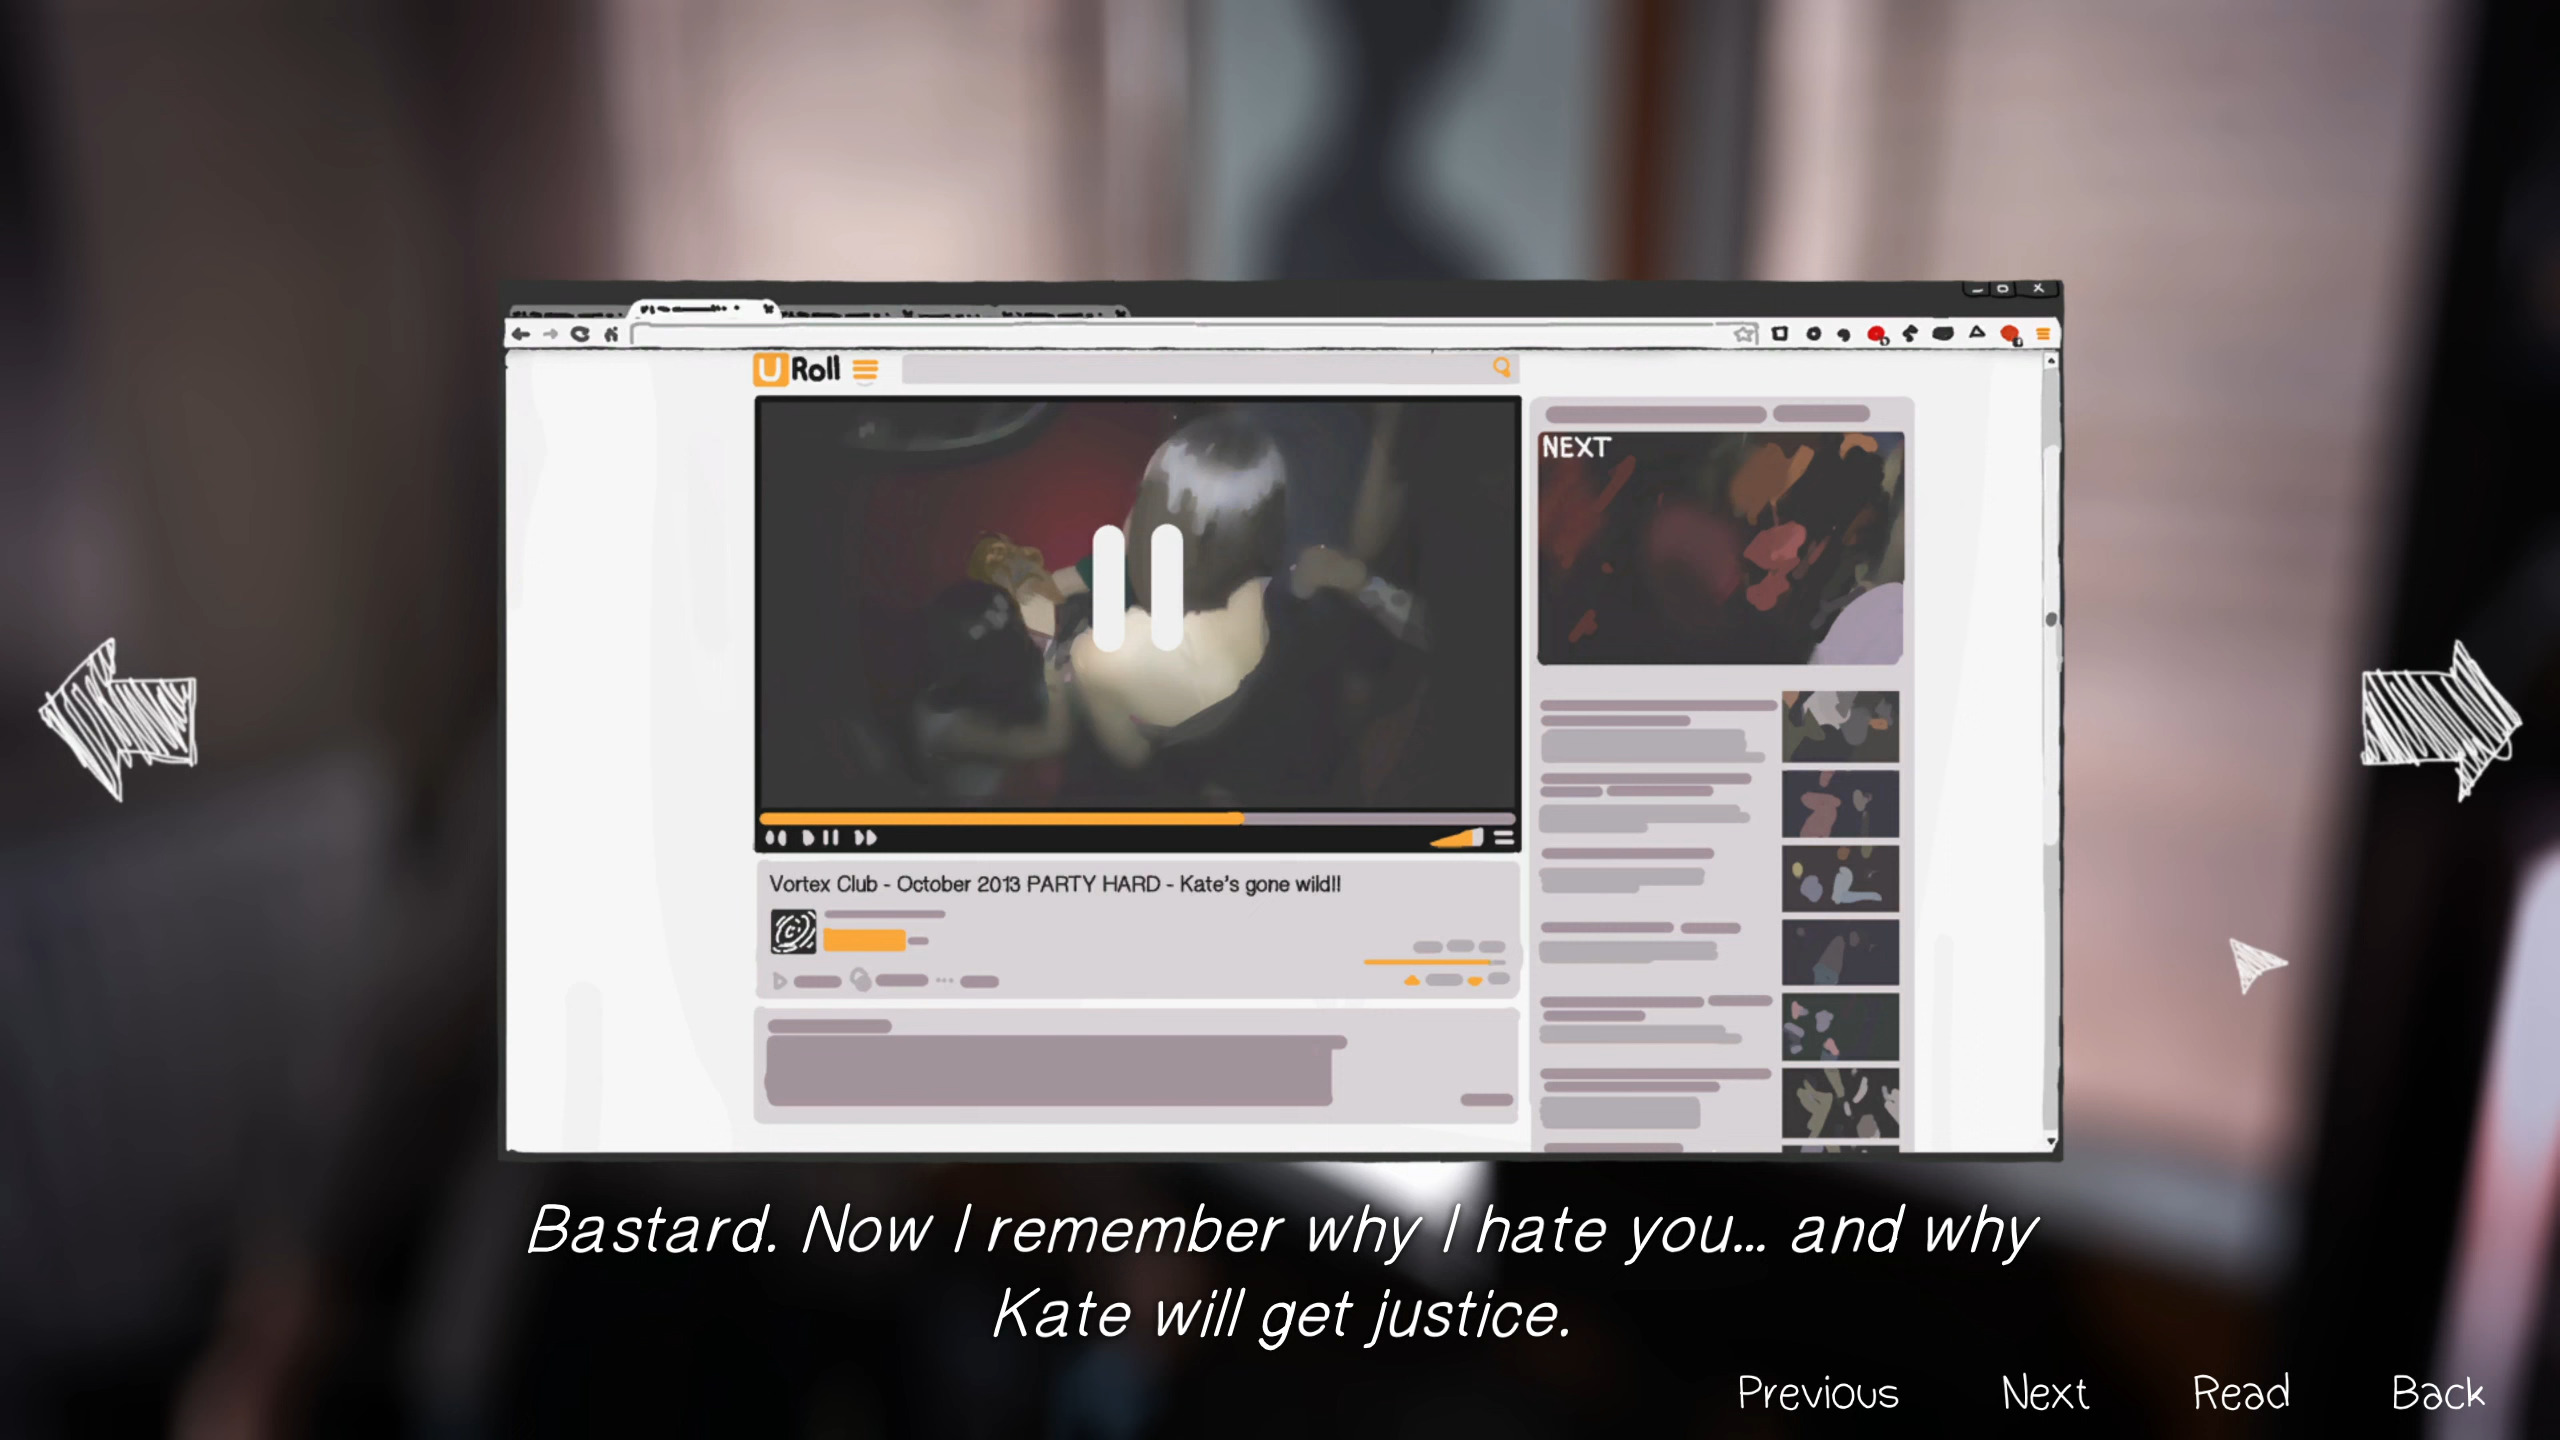 U Roll
NEXT
Vortex Club - October 2013 PARTY HARD - Kate's gone wild!!
Bastard. Now I remember why I hate you... and why
Kate will get justice.
Previous Next Read Back